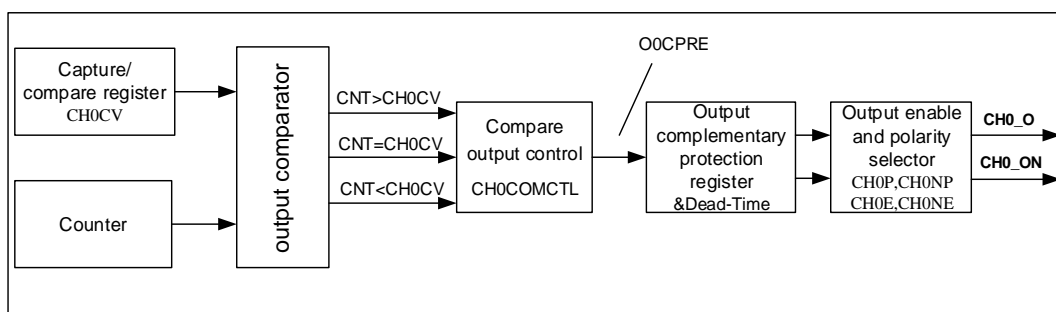 Capture/
compare register
CH0CV
Counter
output comparator
CNT>CH0CV
CNT=CH0CV
CNT<CH0CV
Compare
output control
CH0COMCTL
O0CPRE
Output
complementary
protection
register
&Dead-Time
Output enable
and polarity
selector
CH0P,CH0NP
CH0E,CH0NE
CH0_O
CH0_ON